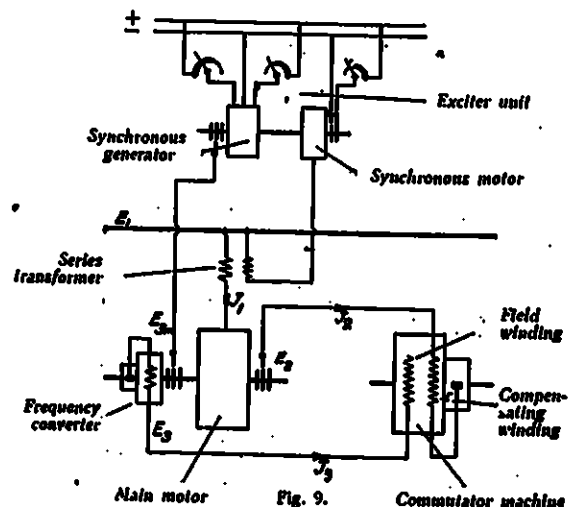 +
−
Exciter unit
Synchronous
generator
Synchronous motor
E₁
Series
transformer
J₁
J₂
E₂
Field
winding
Compen-
sating
winding
Frequency
converter
E₃
J₃
Main motor
Fig. 9.
Commutator machine